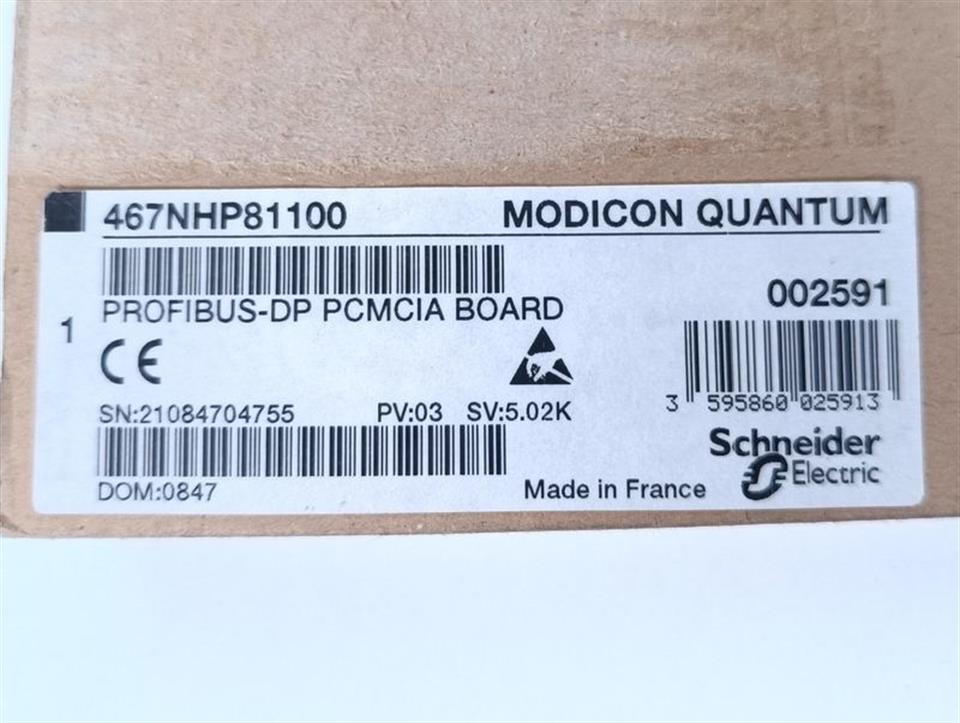 467NHP81100 MODICON QUANTUM
PROFIBUS-DP PCMCIA BOARD 002591
1
CE
3 595860 025913
SN:21084704755 PV:03 SV:5.02K
Schneider
Electric
DOM:0847 Made in France